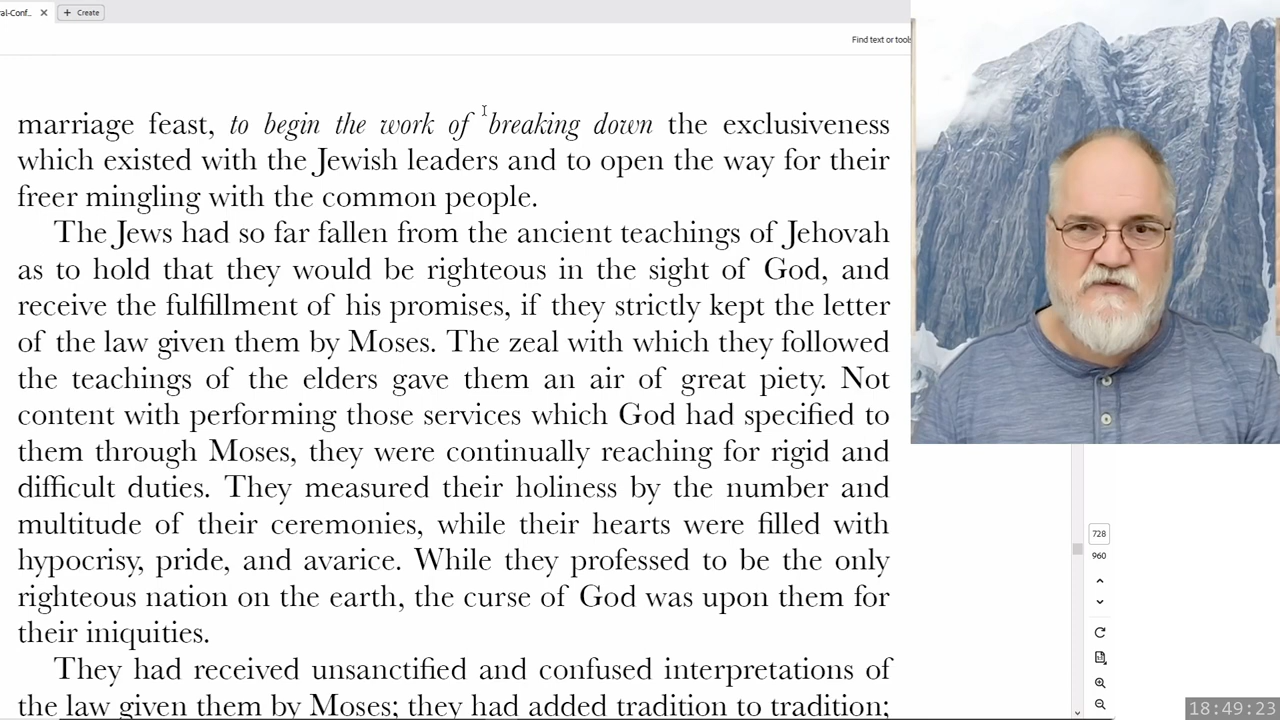 al-Conf..
Create
Find text or tools
marriage feast, to begin the work of breaking down the exclusiveness
which existed with the Jewish leaders and to open the way for their
freer mingling with the common people.
The Jews had so far fallen from the ancient teachings of Jehovah
as to hold that they would be righteous in the sight of God, and
receive the fulfillment of his promises, if they strictly kept the letter
of the law given them by Moses. The zeal with which they followed
the teachings of the elders gave them an air of great piety. Not
content with performing those services which God had specified to
them through Moses, they were continually reaching for rigid and
difficult duties. They measured their holiness by the number and
multitude of their ceremonies, while their hearts were filled with
hypocrisy, pride, and avarice. While they professed to be the only
righteous nation on the earth, the curse of God was upon them for
their iniquities.
They had received unsanctified and confused interpretations of
the law given them by Moses; they had added tradition to tradition;
728
960
18:49:23